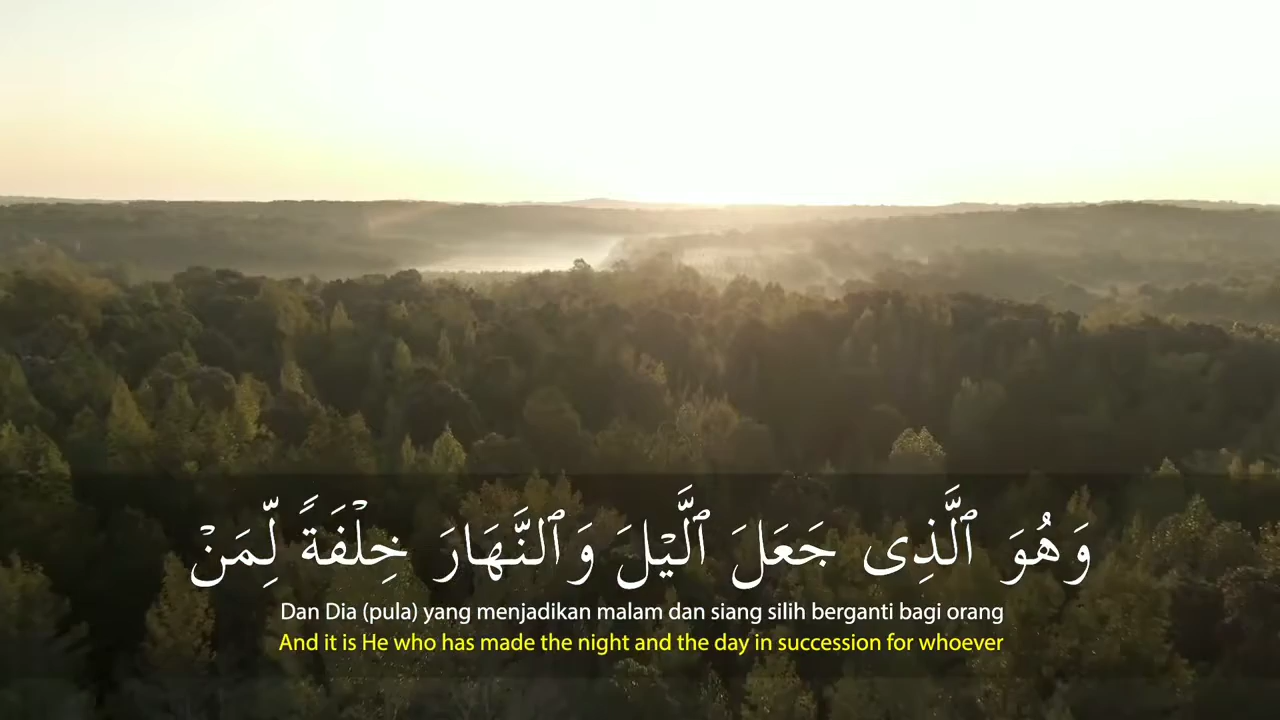 وَهُوَ ٱلَّذِى جَعَلَ ٱلَّيْلَ وَٱلنَّهَارَ خِلْفَةً لِّمَنْ
Dan Dia (pula) yang menjadikan malam dan siang silih berganti bagi orang
And it is He who has made the night and the day in succession for whoever